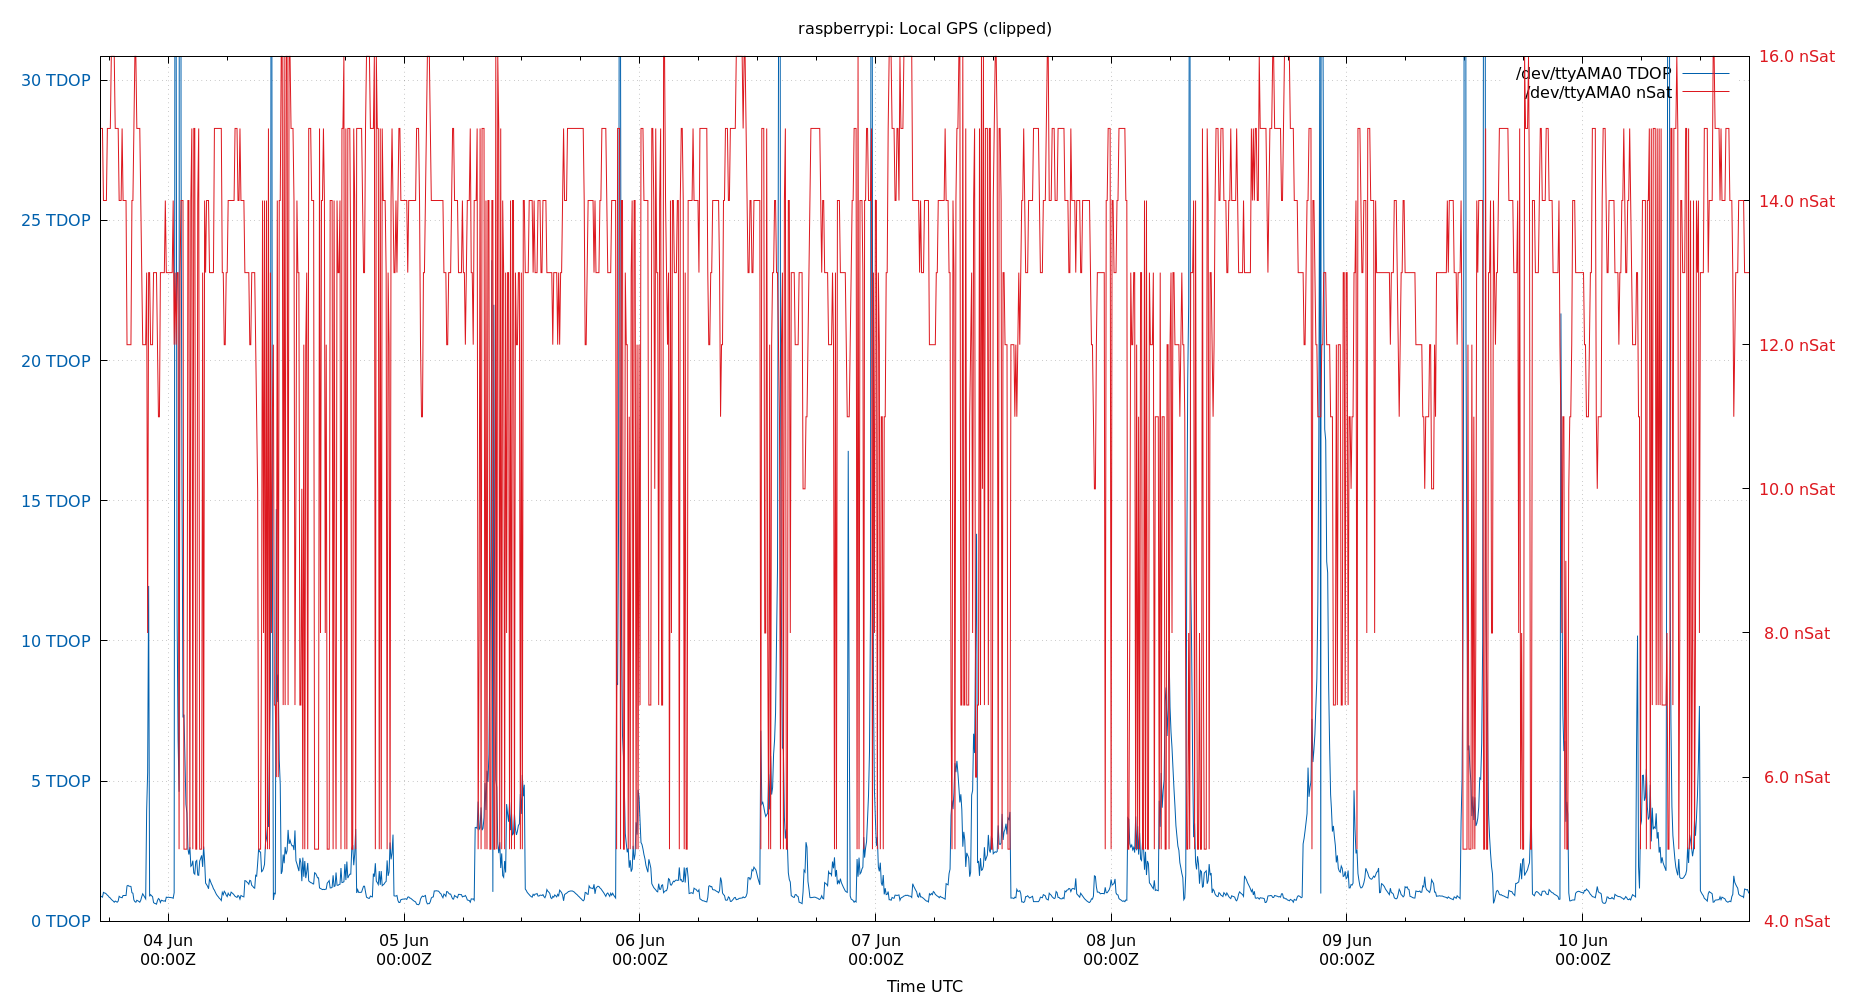 raspberrypi: Local GPS (clipped)
30 TDOP
25 TDOP
20 TDOP
15 TDOP
10 TDOP
5 TDOP
0 TDOP
16.0 nSat
14.0 nSat
12.0 nSat
10.0 nSat
8.0 nSat
6.0 nSat
4.0 nSat
/dev/ttyAMA0 TDOP
/dev/ttyAMA0 nSat
04 Jun
00:00Z
05 Jun
00:00Z
06 Jun
00:00Z
07 Jun
00:00Z
08 Jun
00:00Z
09 Jun
00:00Z
10 Jun
00:00Z
Time UTC